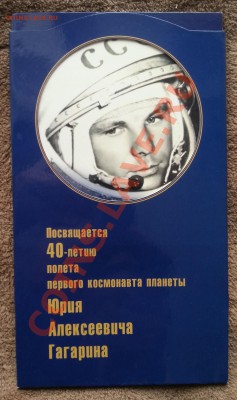 СС
Посвящается
40-летию
полета
первого космонавта планеты
Юрия
Алексеевича
Гагарина